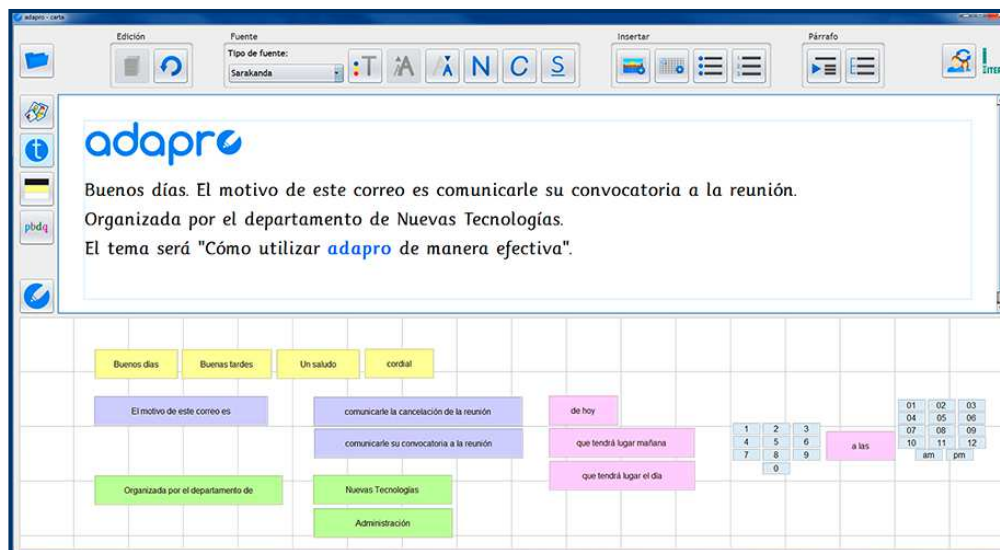 adapro - carta
Edición
Fuente
Insertar
Párrafo
Tipo de fuente:
Sarakanda
T A A N C S
t
pbdq
adapro
Buenos días. El motivo de este correo es comunicarle su convocatoria a la reunión.
Organizada por el departamento de Nuevas Tecnologías.
El tema será "Cómo utilizar adapro de manera efectiva".
Buenos días Buenas tardes Un saludo cordial
El motivo de este correo es comunicarle la cancelación de la reunión de hoy
comunicarle su convocatoria a la reunión que tendrá lugar mañana
que tendrá lugar el día
1 2 3
4 5 6
7 8 9
0
a las
01 02 03
04 05 06
07 08 09
10 11 12
am pm
Organizada por el departamento de Nuevas Tecnologías
Administración